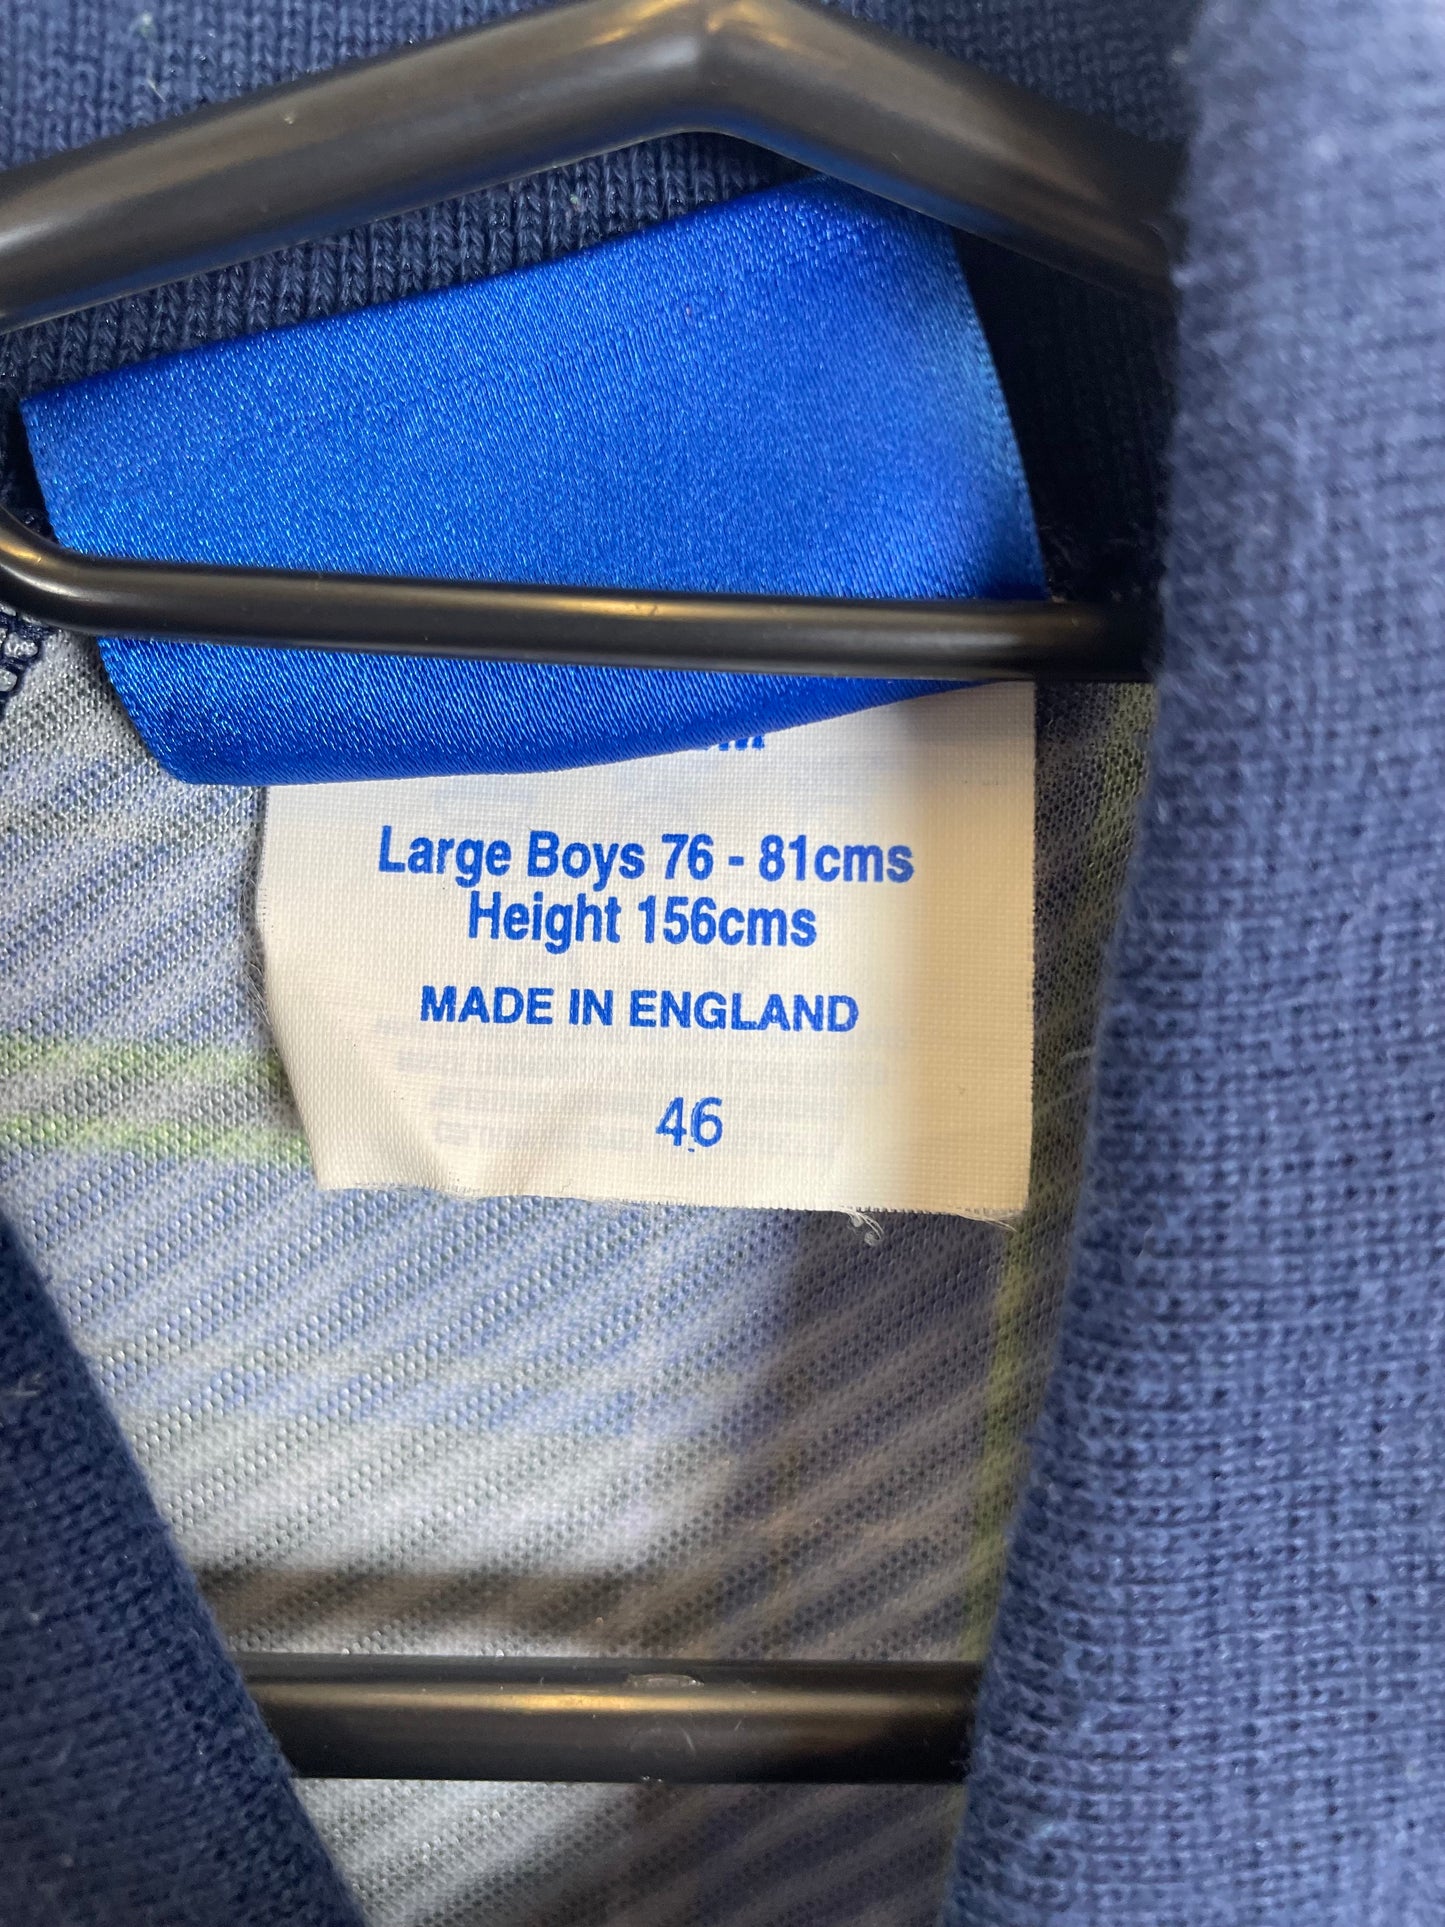 Large Boys 76 - 81cms
Height 156cms
MADE IN ENGLAND
46